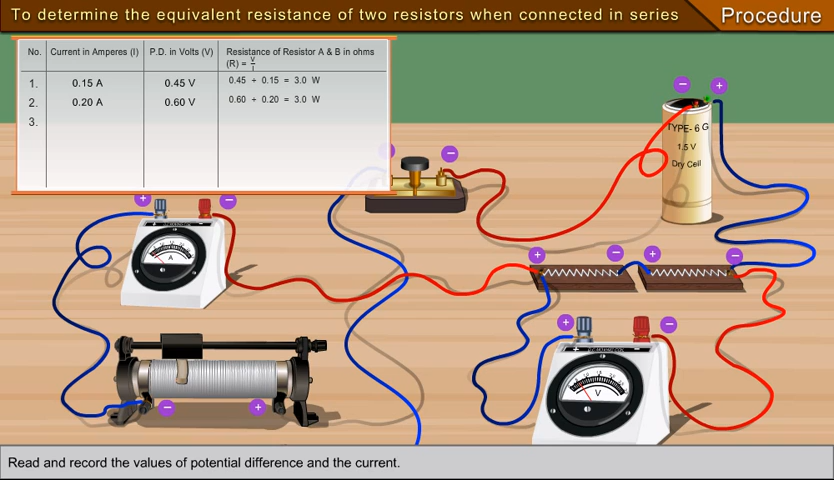 To determine the equivalent resistance of two resistors when connected in series
Procedure
No. Current in Amperes (I) P.D. in Volts (V) Resistance of Resistor A & B in ohms
(R) = V/I
1. 0.15 A 0.45 V 0.45 + 0.15 = 3.0 W
2. 0.20 A 0.60 V 0.60 + 0.20 = 3.0 W
3.
− +
TYPE- 6 G
1.5 V
Dry Cell
−
+ −
+ − + −
A
+ −
V
− +
Read and record the values of potential difference and the current.